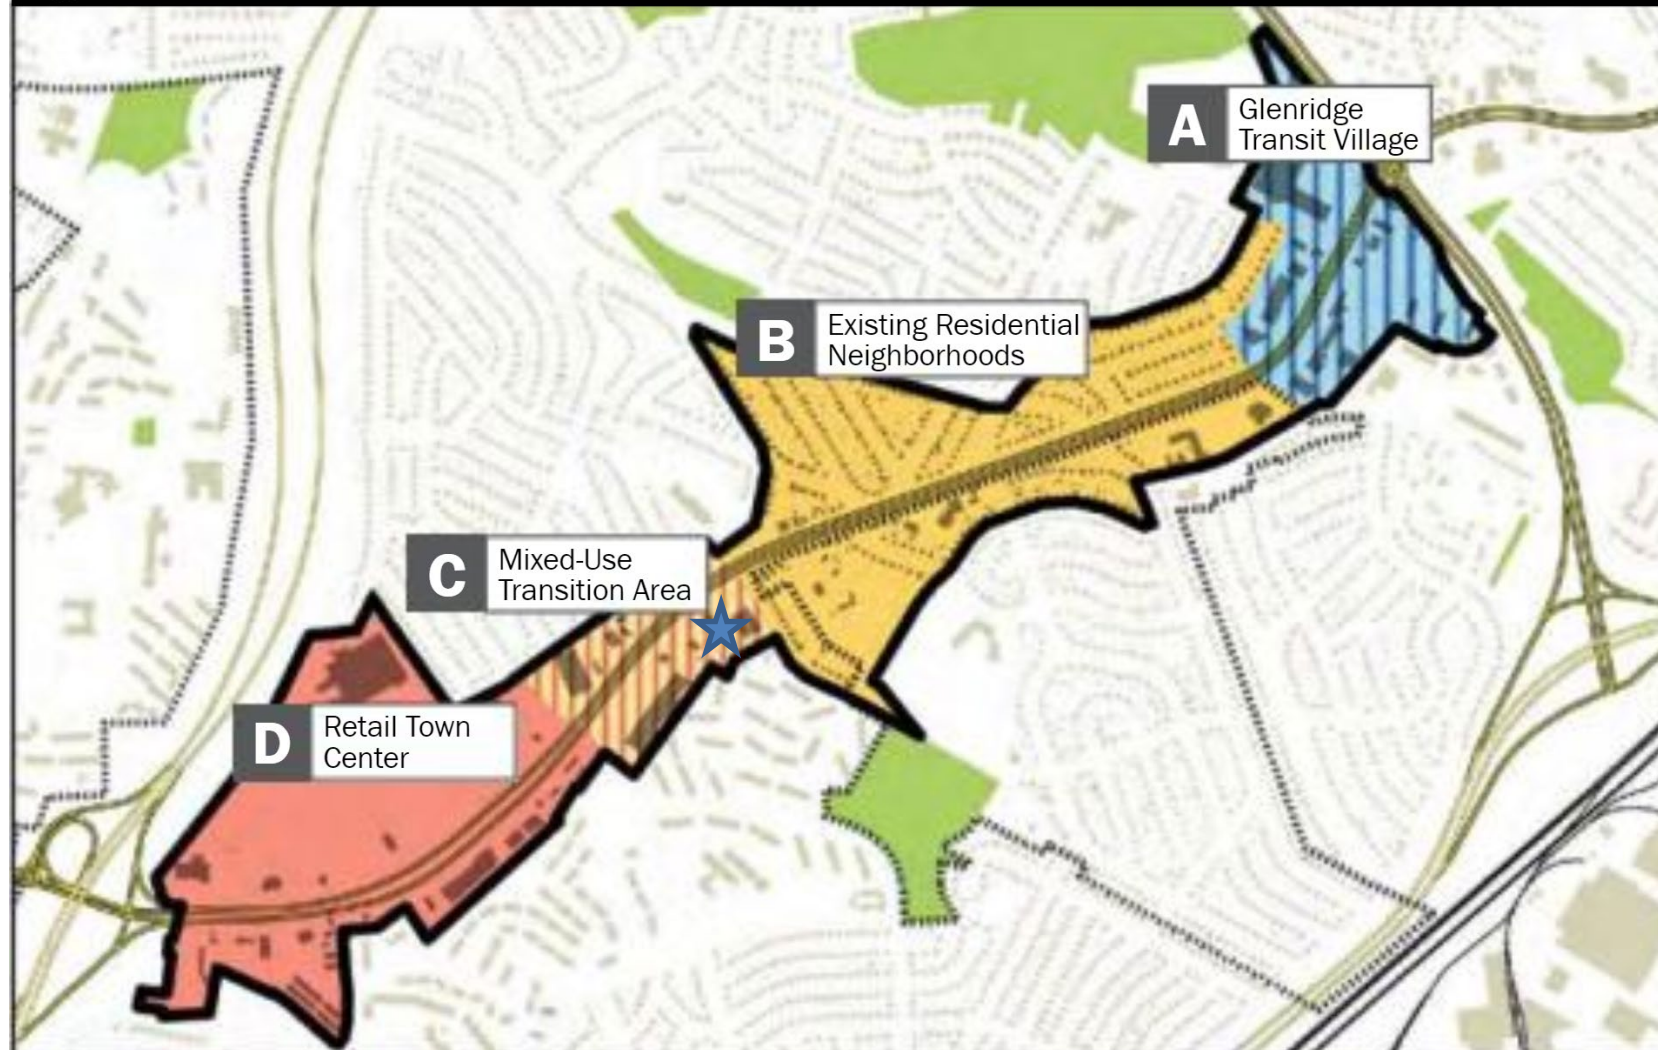 A
Glenridge
Transit Village
B
Existing Residential
Neighborhoods
C
Mixed-Use
Transition Area
D
Retail Town
Center